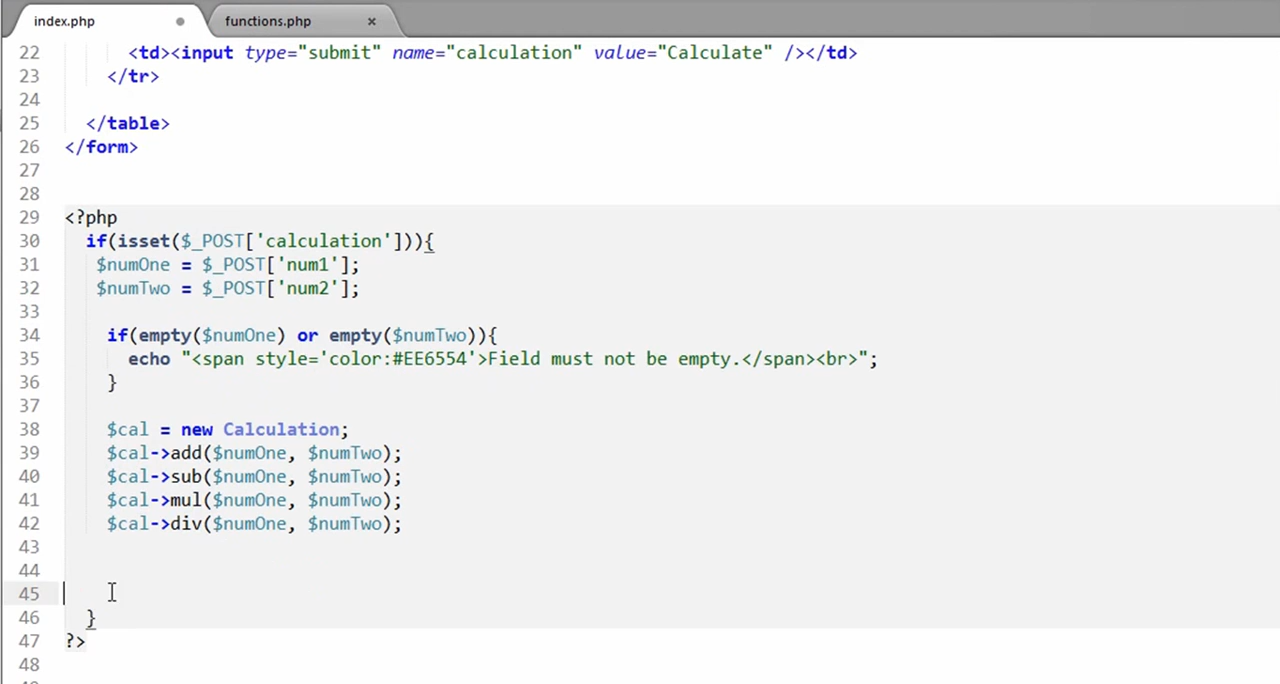 index.php
functions.php
22 <td><input type="submit" name="calculation" value="Calculate" /></td>
23 </tr>
24
25 </table>
26 </form>
27
28
29 <?php
30 if(isset($_POST['calculation'])){
31 $numOne = $_POST['num1'];
32 $numTwo = $_POST['num2'];
33
34 if(empty($numOne) or empty($numTwo)){
35 echo "<span style='color:#EE6554'>Field must not be empty.</span><br>";
36 }
37
38 $cal = new Calculation;
39 $cal->add($numOne, $numTwo);
40 $cal->sub($numOne, $numTwo);
41 $cal->mul($numOne, $numTwo);
42 $cal->div($numOne, $numTwo);
43
44
45
46 }
47 ?>
48